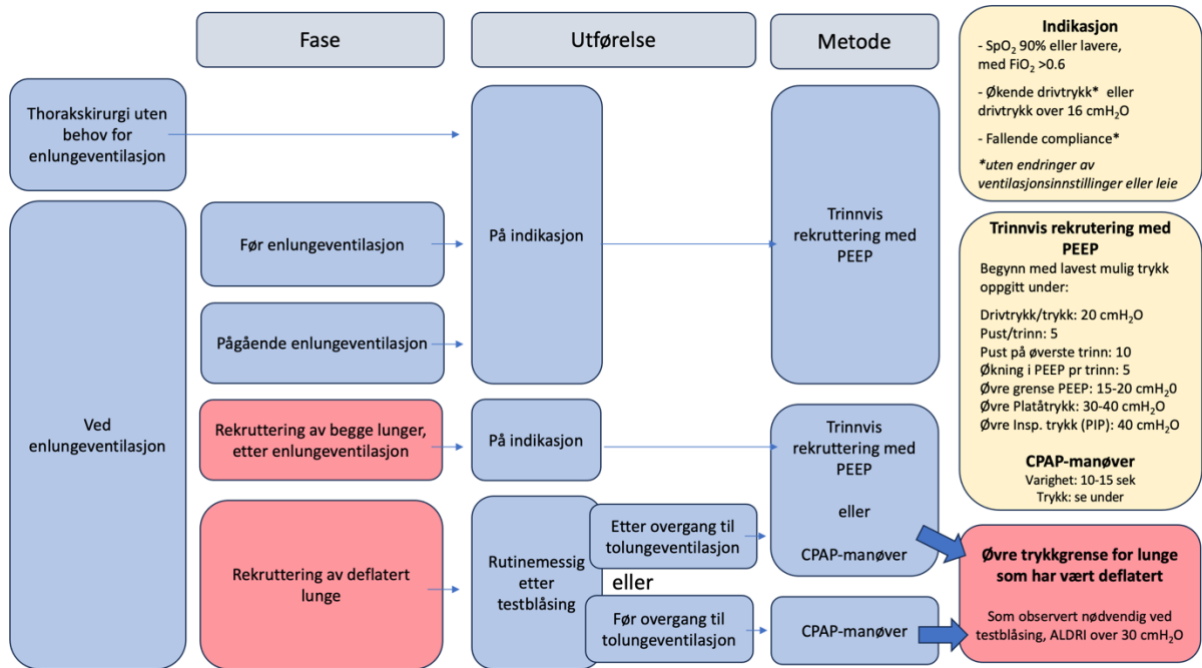 Fase
Utførelse
Metode
Thorakskirurgi uten
behov for
enlungeventilasjon
Ved
enlungeventilasjon
Før enlungeventilasjon
Pågående enlungeventilasjon
Rekruttering av begge lunger,
etter enlungeventilasjon
Rekruttering av deflatert
lunge
På indikasjon
På indikasjon
Rutinemessig
etter
testblåsing
Etter overgang til
tolungeventilasjon
eller
Før overgang til
tolungeventilasjon
Trinnvis
rekruttering med
PEEP
Trinnvis
rekruttering med
PEEP
eller
CPAP-manøver
CPAP-manøver
Indikasjon
- SpO₂ 90% eller lavere,
med FiO₂ >0.6
- Økende drivtrykk* eller
drivtrykk over 16 cmH₂O
- Fallende compliance*
*uten endringer av
ventilasjonsinnstillinger eller leie
Trinnvis rekrutering med
PEEP
Begynn med lavest mulig trykk
oppgitt under:
Drivtrykk/trykk: 20 cmH₂O
Pust/trinn: 5
Pust på øverste trinn: 10
Økning i PEEP pr trinn: 5
Øvre grense PEEP: 15-20 cmH₂0
Øvre Platåtrykk: 30-40 cmH₂O
Øvre Insp. trykk (PIP): 40 cmH₂O
CPAP-manøver
Varighet: 10-15 sek
Trykk: se under
Øvre trykkgrense for lunge
som har vært deflatert
Som observert nødvendig ved
testblåsing, ALDRI over 30 cmH₂O